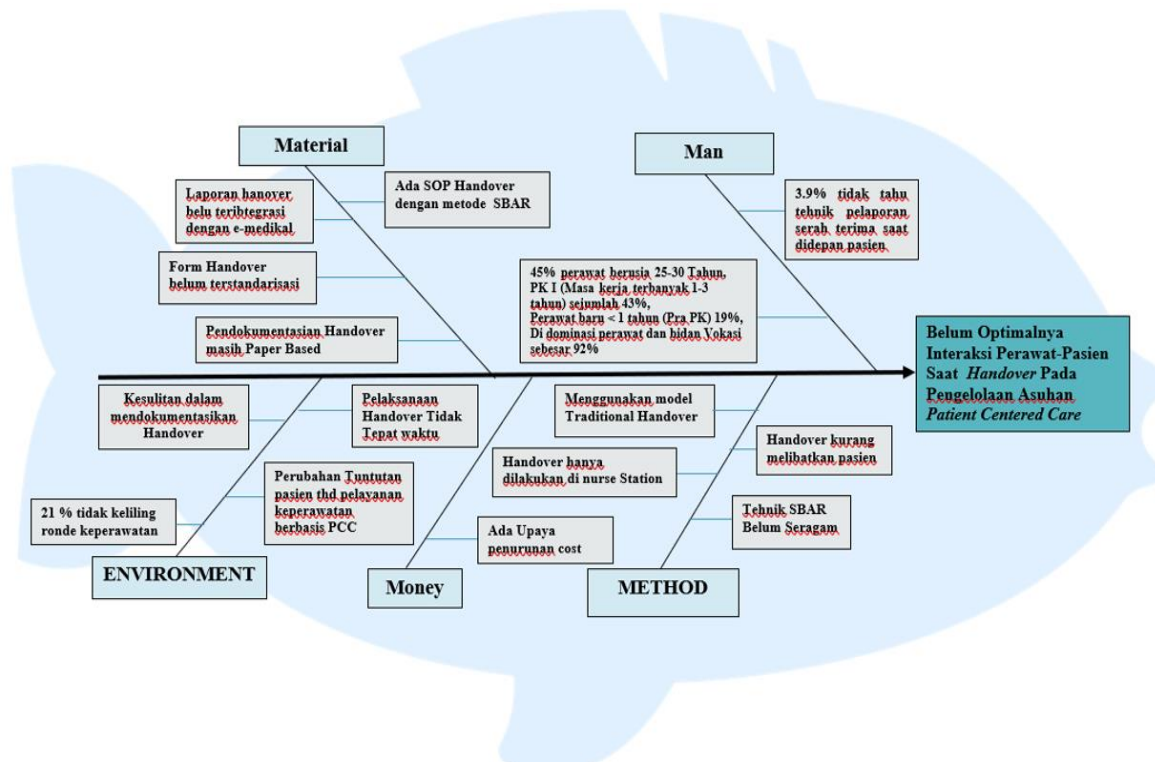 Material
Man
Laporan hanover
belu teribtegrasi
dengan e-medikal
Ada SOP Handover
dengan metode SBAR
3.9% tidak tahu
tehnik pelaporan
serah terima saat
didepan pasien
Form Handover
belum terstandarisasi
45% perawat berusia 25-30 Tahun,
PK I (Masa kerja terbanyak 1-3
tahun) sejumlah 43%,
Perawat baru < 1 tahun (Pra PK) 19%,
Di dominasi perawat dan bidan Vokasi
sebesar 92%
Pendokumentasian Handover
masih Paper Based
Belum Optimalnya
Interaksi Perawat-Pasien
Saat Handover Pada
Pengelolaan Asuhan
Patient Centered Care
Kesulitan dalam
mendokumentasikan
Handover
Pelaksanaan
Handover Tidak
Tepat waktu
Menggunakan model
Traditional Handover
Handover kurang
melibatkan pasien
Handover hanya
dilakukan di nurse Station
Perubahan Tuntutan
pasien thd pelayanan
keperawatan
berbasis PCC
21 % tidak keliling
ronde keperawatan
Ada Upaya
penurunan cost
Tehnik SBAR
Belum Seragam
ENVIRONMENT
Money
METHOD